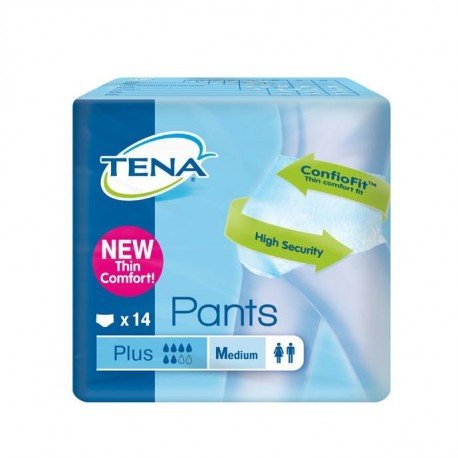 TENA®
ConfioFit™
Thin comfort fit
High Security
NEW
Thin
Comfort!
x 14
Pants
Plus
Medium